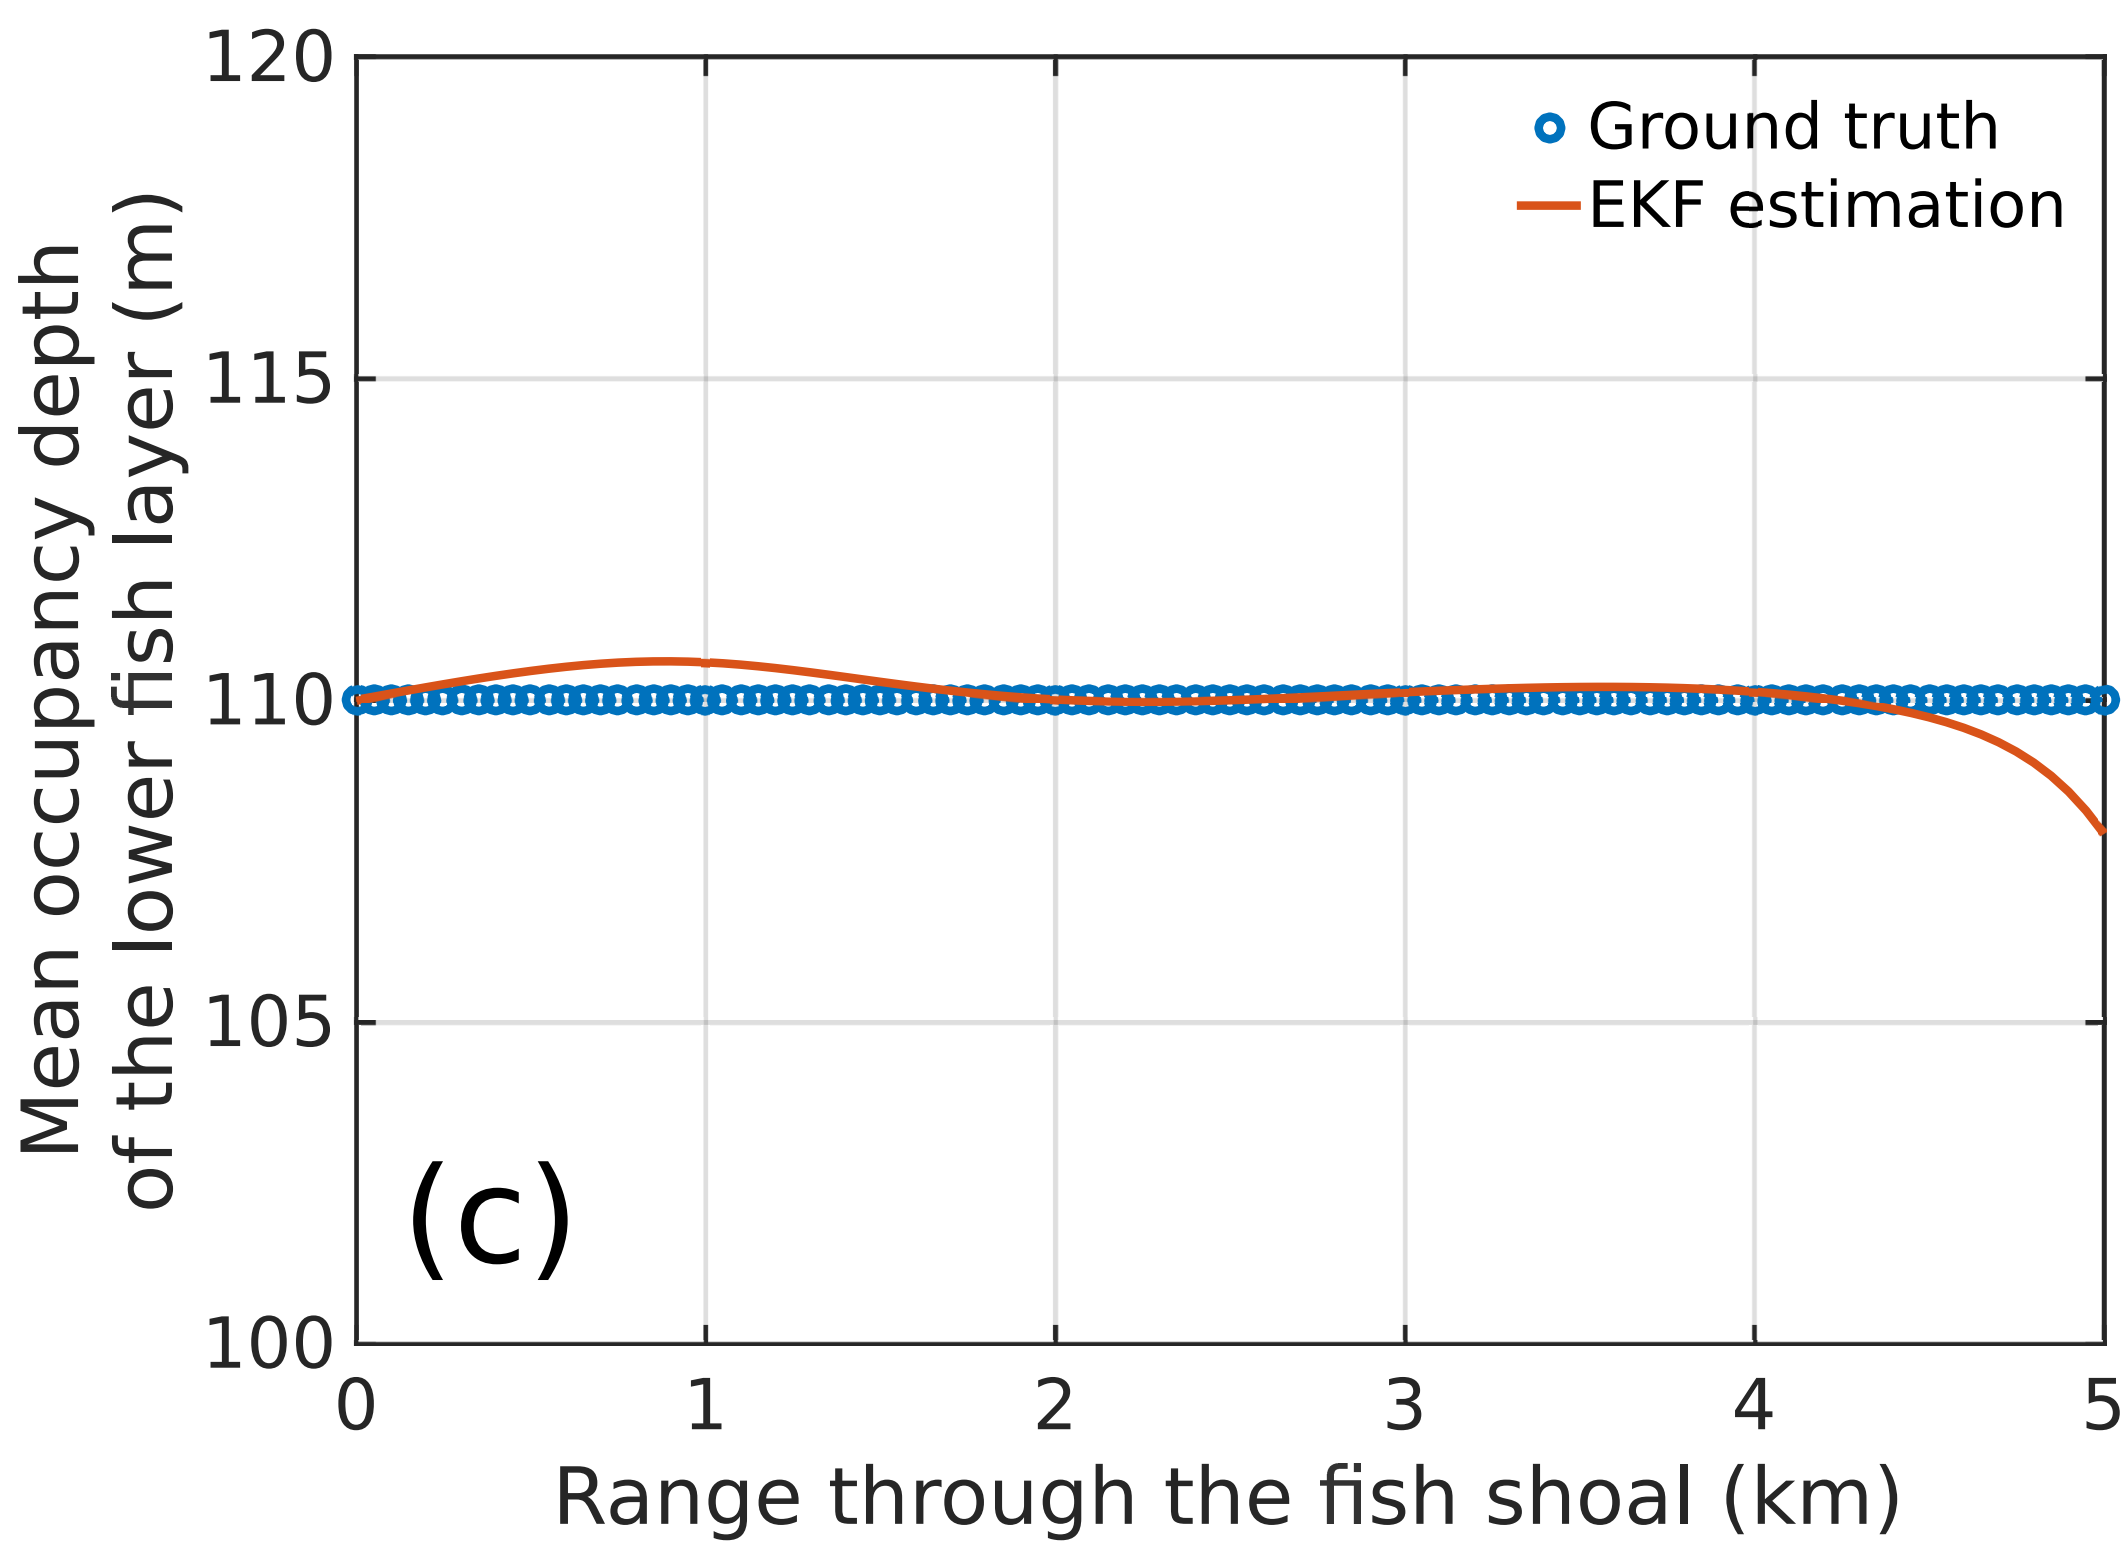 120
115
110
105
100
Mean occupancy depth
of the lower fish layer (m)
Ground truth
EKF estimation
(c)
0 1 2 3 4 5
Range through the fish shoal (km)